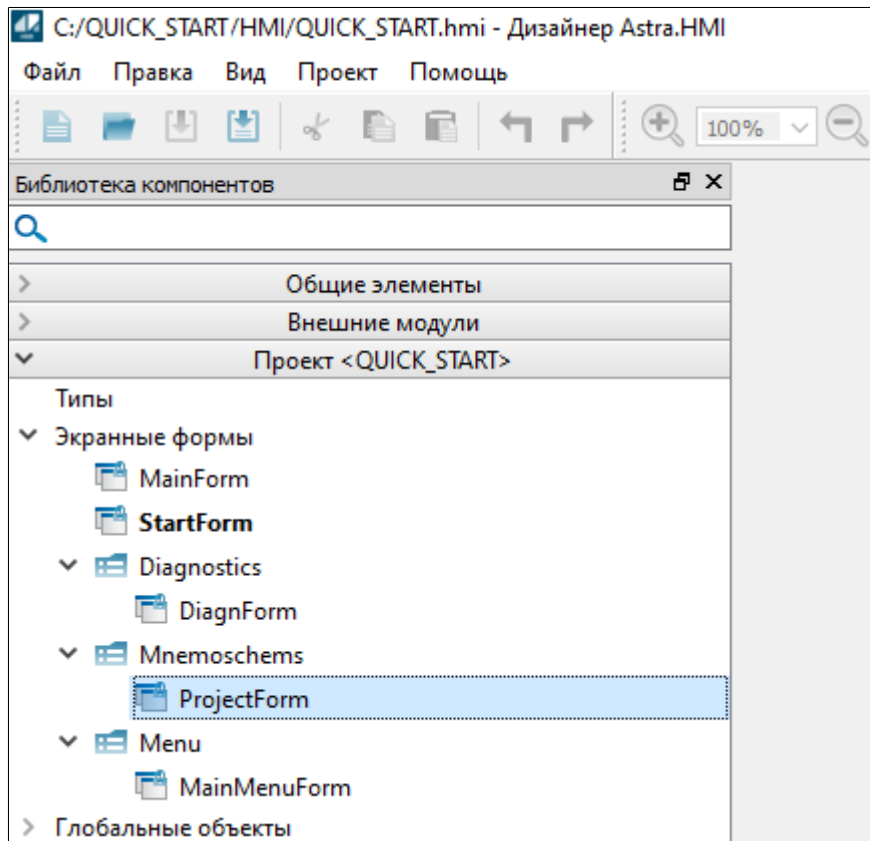 C:/QUICK_START/HMI/QUICK_START.hmi - Дизайнер Astra.HMI
Файл Правка Вид Проект Помощь
100%
Библиотека компонентов
Общие элементы
Внешние модули
Проект <QUICK_START>
Типы
Экранные формы
MainForm
StartForm
Diagnostics
DiagnForm
Mnemoschems
ProjectForm
Menu
MainMenuForm
Глобальные объекты